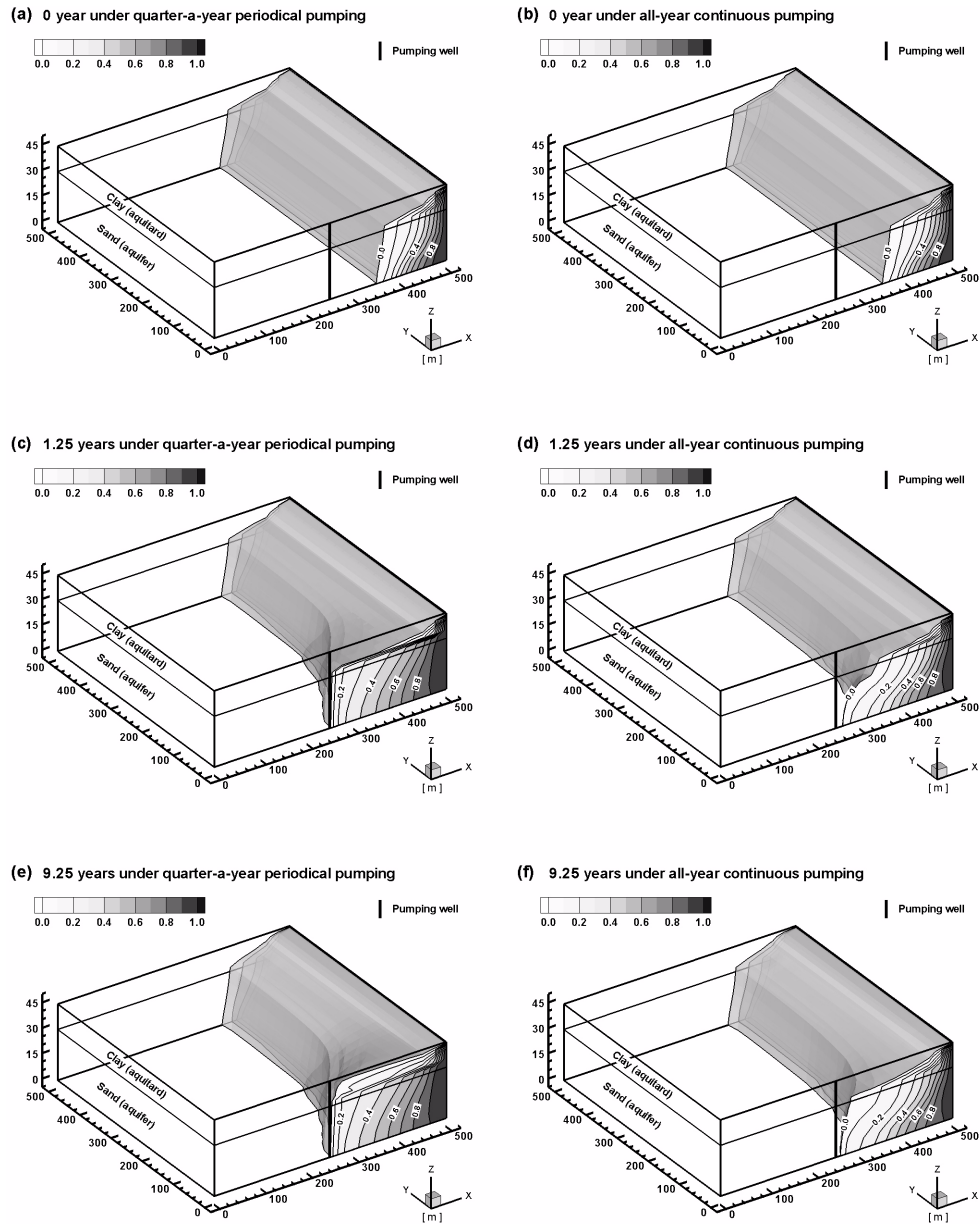 (a) 0 year under quarter-a-year periodical pumping
0.0 0.2 0.4 0.6 0.8 1.0
Pumping well
45
30
15
0
500
400
300
200
100
0
Clay (aquitard)
Sand (aquifer)
0.0
0.4
0.8
0
100
200
300
400
500
Z
Y
X
[ m ]
(b) 0 year under all-year continuous pumping
0.0 0.2 0.4 0.6 0.8 1.0
Pumping well
45
30
15
0
500
400
300
200
100
0
Clay (aquitard)
Sand (aquifer)
0.0
0.4
0.8
0
100
200
300
400
500
Z
Y
X
[ m ]
(c) 1.25 years under quarter-a-year periodical pumping
0.0 0.2 0.4 0.6 0.8 1.0
Pumping well
45
30
15
0
500
400
300
200
100
0
Clay (aquitard)
Sand (aquifer)
0.2
0.4
0.6
0.8
0
100
200
300
400
500
Z
Y
X
[ m ]
(d) 1.25 years under all-year continuous pumping
0.0 0.2 0.4 0.6 0.8 1.0
Pumping well
45
30
15
0
500
400
300
200
100
0
Clay (aquitard)
Sand (aquifer)
0.0
0.2
0.4
0.6
0.8
0
100
200
300
400
500
Z
Y
X
[ m ]
(e) 9.25 years under quarter-a-year periodical pumping
0.0 0.2 0.4 0.6 0.8 1.0
Pumping well
45
30
15
0
500
400
300
200
100
0
Clay (aquitard)
Sand (aquifer)
0.2
0.4
0.6
0.8
0
100
200
300
400
500
Z
Y
X
[ m ]
(f) 9.25 years under all-year continuous pumping
0.0 0.2 0.4 0.6 0.8 1.0
Pumping well
45
30
15
0
500
400
300
200
100
0
Clay (aquitard)
Sand (aquifer)
0.0
0.2
0.4
0.6
0.8
0
100
200
300
400
500
Z
Y
X
[ m ]